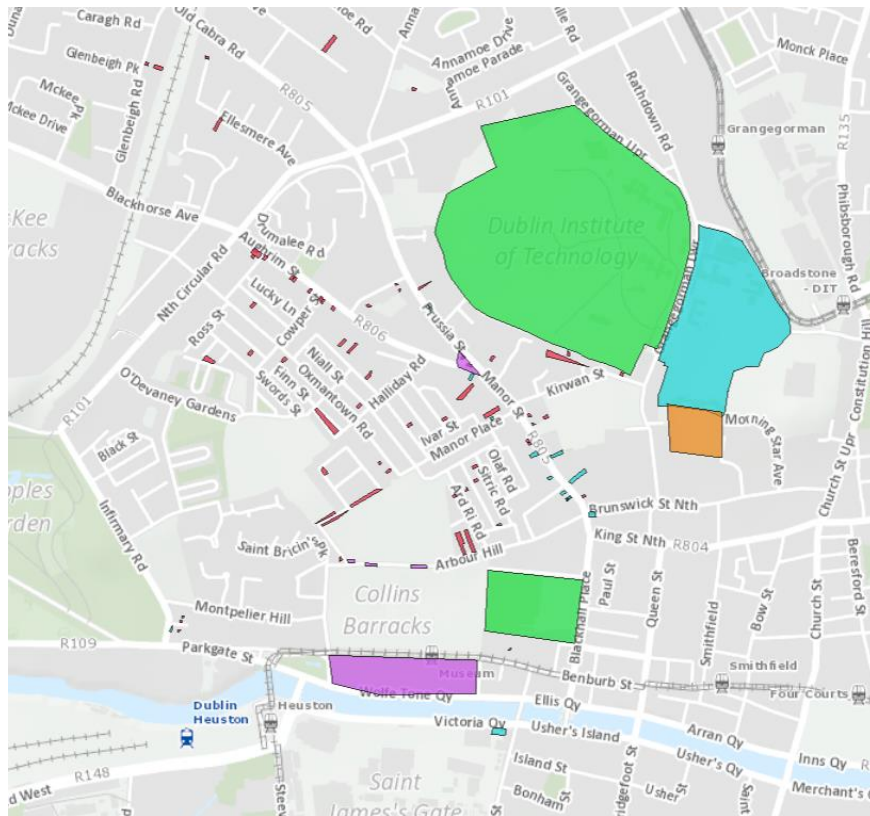 Caragh Rd
Old Cabra Rd
Annamoe Drive
Monck Place
Glenbeigh Pk
R805
R101
Rathdown Rd
Mckee Pk
Glenbeigh Rd
Mckee Drive
Ellesmere Ave
Grangegorman Upr
Grangegorman
R135
Blackhorse Ave
Phibsborough Rd
Drumalee Rd
Aughrim St
Dublin Institute
of Technology
Nth Circular Rd
Lucky Ln
Cowper St
Prussia St
Grangegorman Lwr
Broadstone
- DIT
Ross St
R806
Constitution Hill
O'Devaney Gardens
Niall St
Finn St
Swords St
Oxmantown Rd
Halliday Rd
Manor St
Kirwan St
R101
Black St
Ivar St
Manor Place
R805
Morning Star Ave
Church St Upr
Olaf Rd
Sitric Rd
Ard Ri Rd
Infirmary Rd
Brunswick St Nth
King St Nth
R804
Arbour Hill
Beresford St
Collins
Barracks
Montpelier Hill
Blackhall Place
Paul St
Queen St
Smithfield
Bow St
Church St
R109
Parkgate St
Museum
Benburb St
Smithfield
Wolfe Tone Qy
Four Courts
Dublin
Heuston
Heuston
Ellis Qy
Victoria Qy
Usher's Island
Arran Qy
Inns Qy
Usher's Qy
R148
Island St
Saint
James's Gate
Bonham St
Usher St
Merchant's